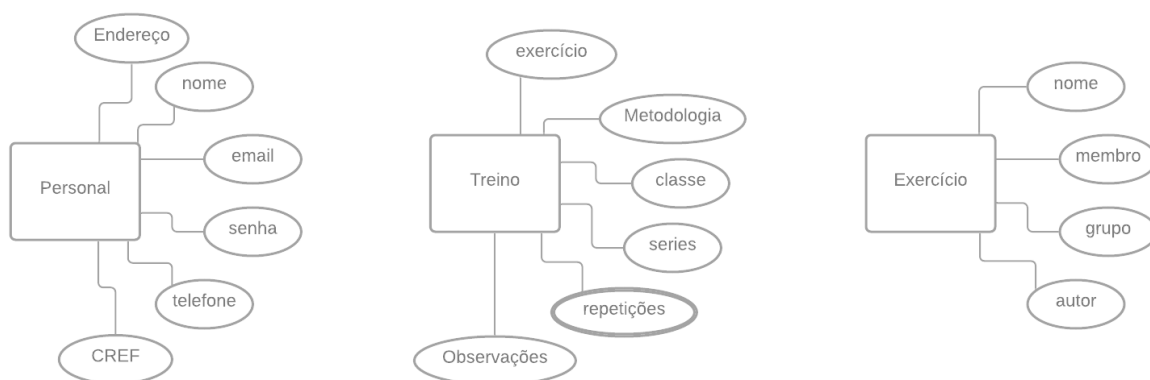 Endereço
nome
email
Personal
senha
telefone
CREF
exercício
Metodologia
Treino
classe
series
repetições
Observações
nome
membro
Exercício
grupo
autor